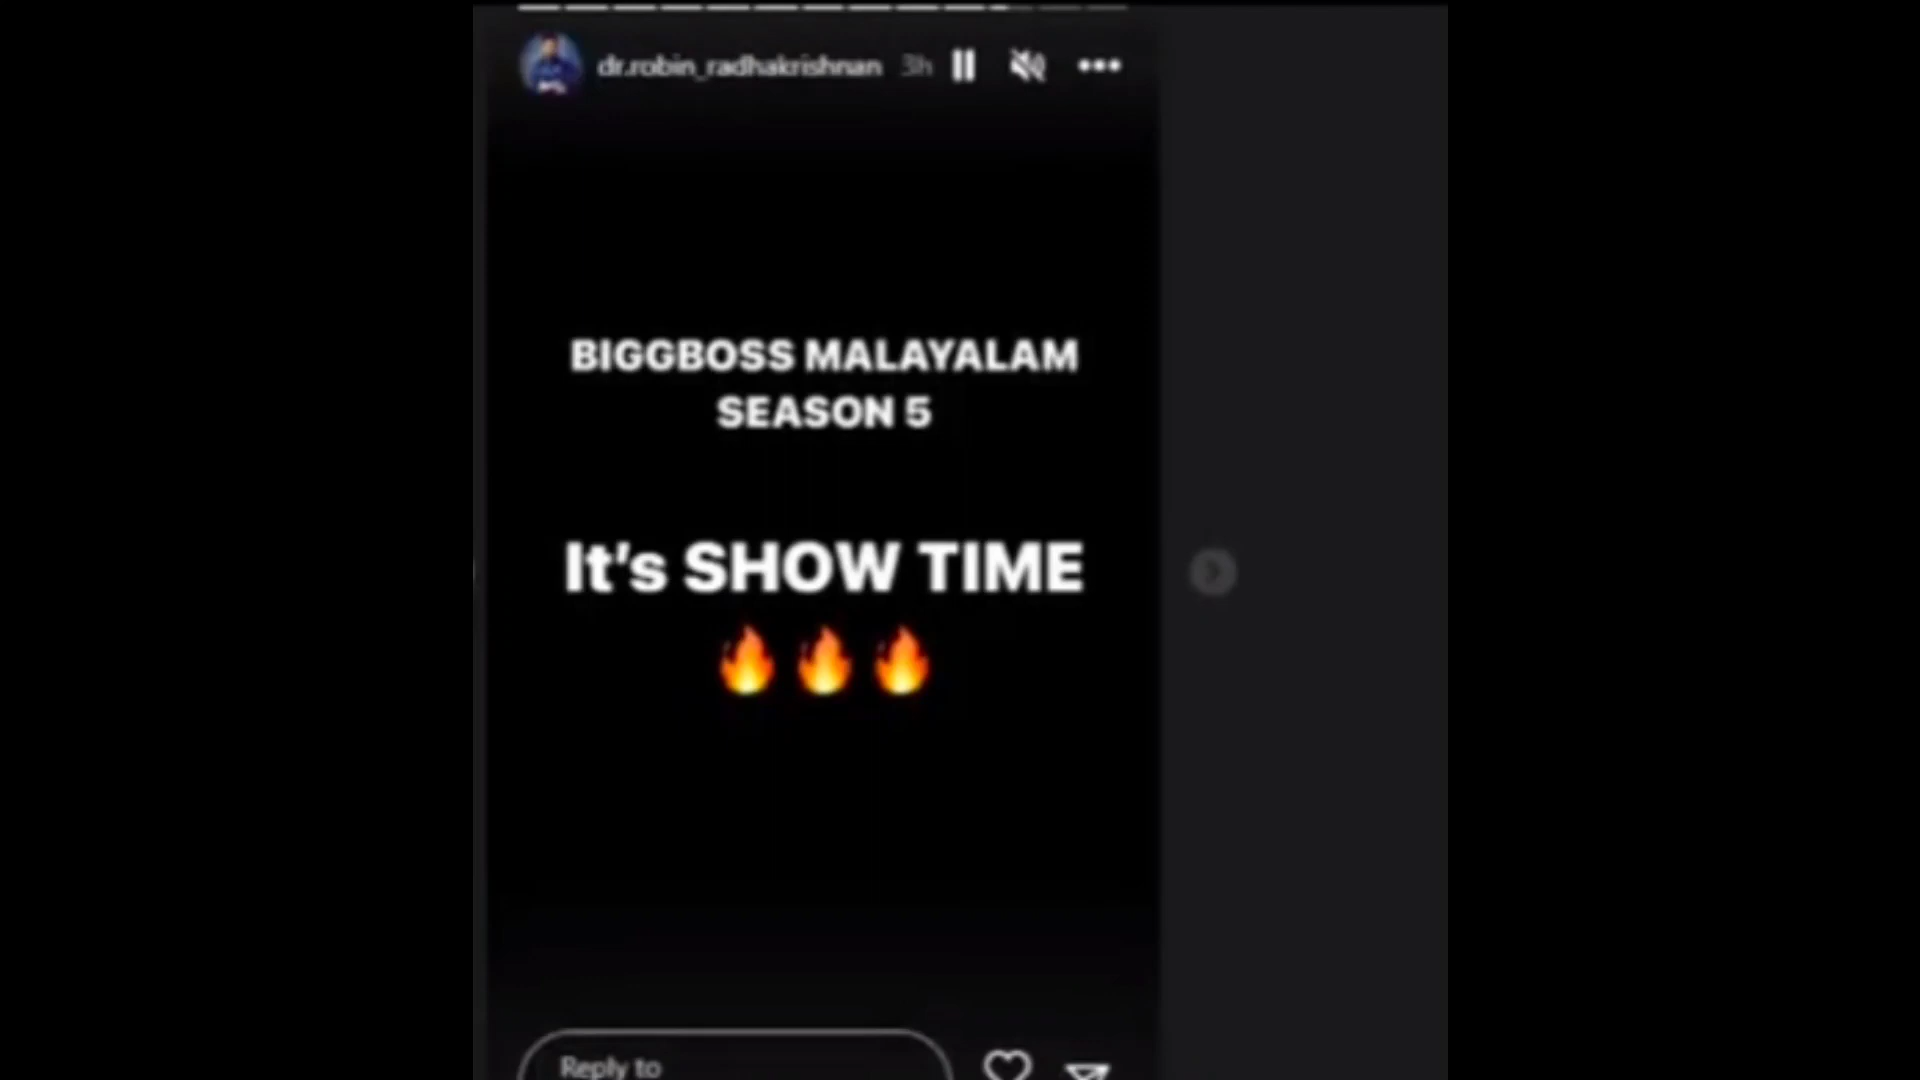 dr.robin_radhakrishnan 3h
BIGGBOSS MALAYALAM
SEASON 5
It's SHOW TIME
🔥🔥🔥
Reply to